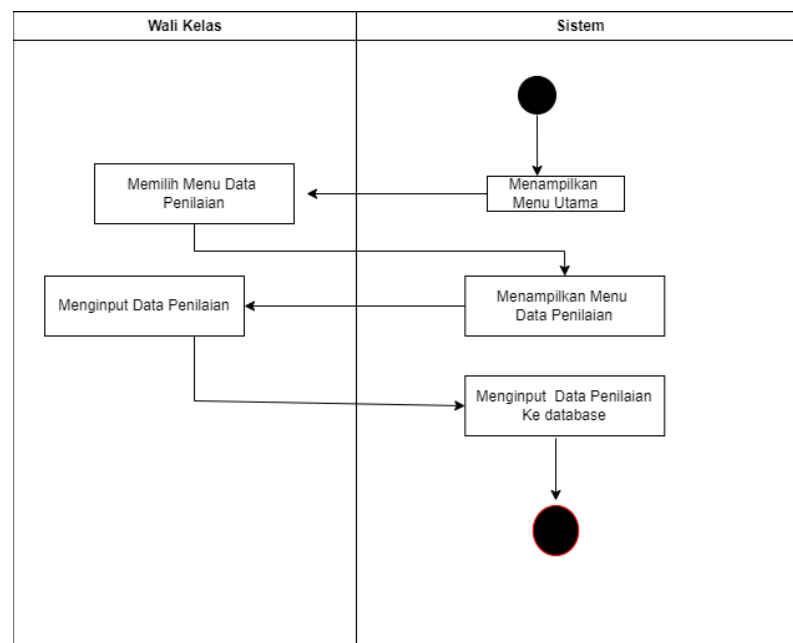 Wali Kelas
Sistem
Menampilkan
Menu Utama
Memilih Menu Data
Penilaian
Menampilkan Menu
Data Penilaian
Menginput Data Penilaian
Menginput Data Penilaian
Ke database